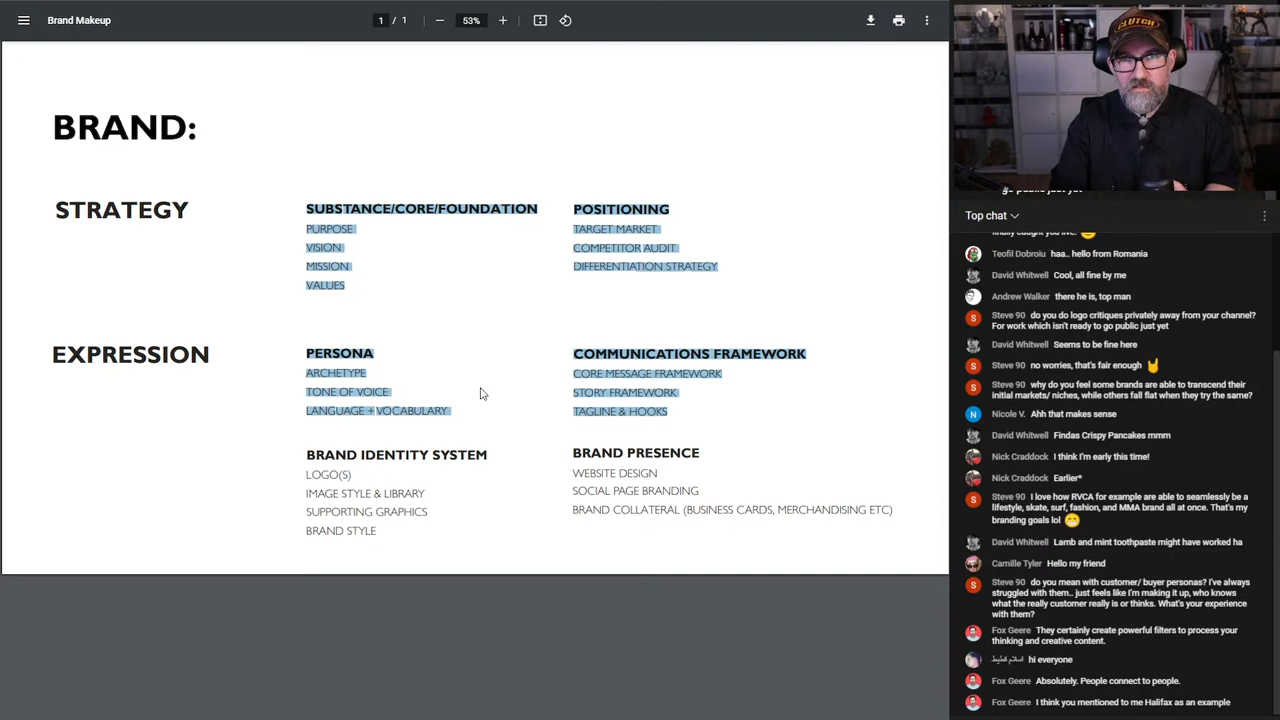 Brand Makeup
1 / 1
53%
BRAND:
STRATEGY
SUBSTANCE/CORE/FOUNDATION
PURPOSE
VISION
MISSION
VALUES
POSITIONING
TARGET MARKET
COMPETITOR AUDIT
DIFFERENTIATION STRATEGY
EXPRESSION
PERSONA
ARCHETYPE
TONE OF VOICE
LANGUAGE + VOCABULARY
COMMUNICATIONS FRAMEWORK
CORE MESSAGE FRAMEWORK
STORY FRAMEWORK
TAGLINE & HOOKS
BRAND IDENTITY SYSTEM
LOGO(S)
IMAGE STYLE & LIBRARY
SUPPORTING GRAPHICS
BRAND STYLE
BRAND PRESENCE
WEBSITE DESIGN
SOCIAL PAGE BRANDING
BRAND COLLATERAL (BUSINESS CARDS, MERCHANDISING ETC)
CLUTCH
go public just yet
Top chat
finally caught you live!
Teofil Dobroiu haa.. hello from Romania
David Whitwell Cool, all fine by me
Andrew Walker there he is, top man
Steve 90 do you do logo critiques privately away from your channel?
For work which isn't ready to go public just yet
David Whitwell Seems to be fine here
Steve 90 no worries, that's fair enough 🤘
Steve 90 why do you feel some brands are able to transcend their
initial markets/ niches, while others fall flat when they try the same?
Nicole V. Ahh that makes sense
David Whitwell Findas Crispy Pancakes mmm
Nick Craddock I think I'm early this time!
Nick Craddock Earlier*
Steve 90 I love how RVCA for example are able to seamlessly be a
lifestyle, skate, surf, fashion, and MMA brand all at once. That's my
branding goals lol 😁
David Whitwell Lamb and mint toothpaste might have worked ha
Camille Tyler Hello my friend
Steve 90 do you mean with customer/ buyer personas? I've always
struggled with them.. just feels like I'm making it up, who knows
what the really customer really is or thinks. What's your experience
with them?
Fox Geere They certainly create powerful filters to process your
thinking and creative content.
hi everyone
Fox Geere Absolutely. People connect to people.
Fox Geere I think you mentioned to me Halifax as an example